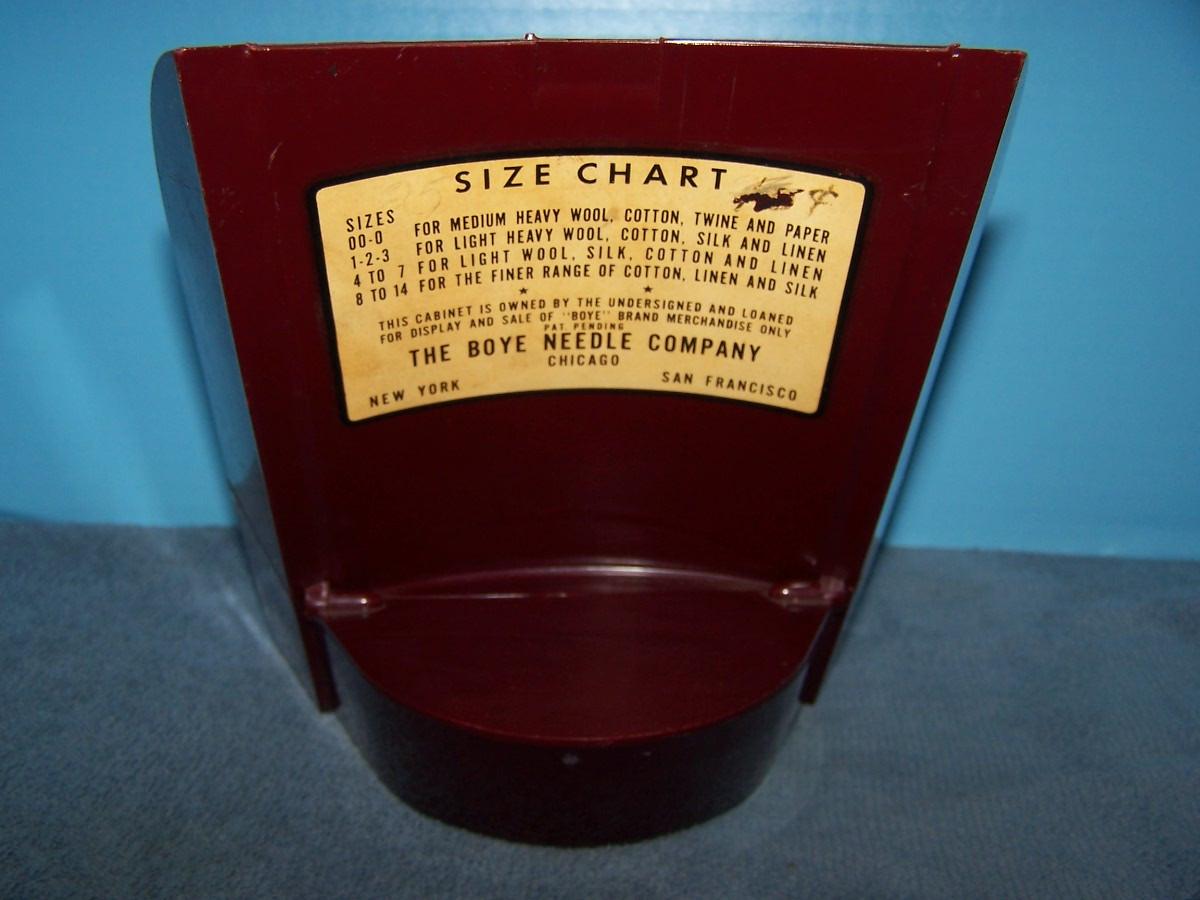 SIZE CHART
SIZES
00-0 FOR MEDIUM HEAVY WOOL, COTTON, TWINE AND PAPER
1-2-3 FOR LIGHT HEAVY WOOL, COTTON, SILK AND LINEN
4 TO 7 FOR LIGHT WOOL, SILK, COTTON AND LINEN
8 TO 14 FOR THE FINER RANGE OF COTTON, LINEN AND SILK
THIS CABINET IS OWNED BY THE UNDERSIGNED AND LOANED
FOR DISPLAY AND SALE OF "BOYE" BRAND MERCHANDISE ONLY
PAT. PENDING
THE BOYE NEEDLE COMPANY
CHICAGO
NEW YORK SAN FRANCISCO